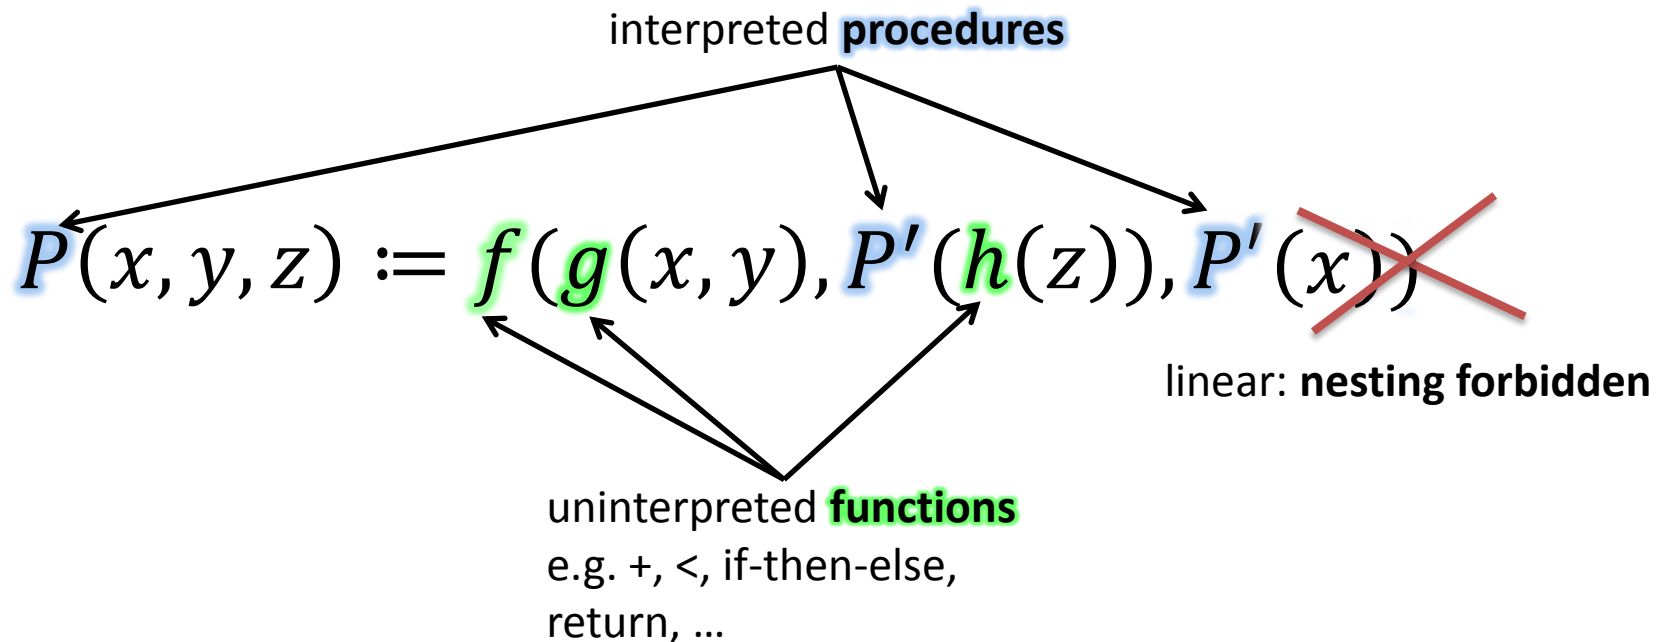 interpreted procedures
P(x, y, z) := f(g(x, y), P′(h(z)), P′(x))
linear: nesting forbidden
uninterpreted functions
e.g. +, <, if-then-else,
return, …